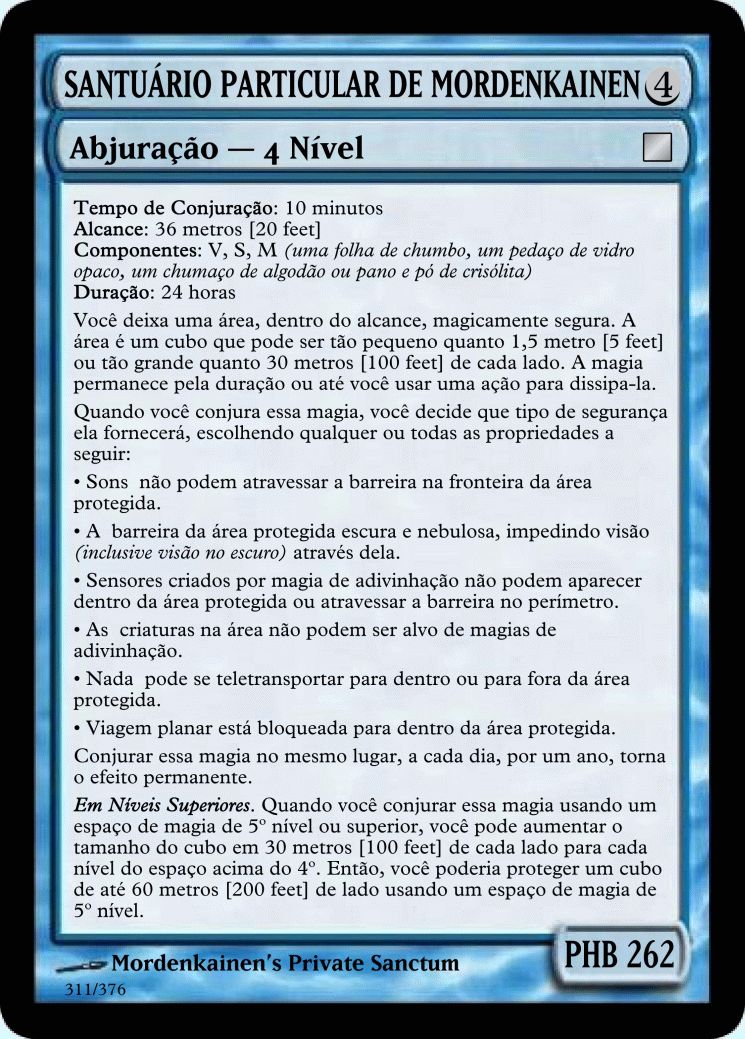 SANTUÁRIO PARTICULAR DE MORDENKAINEN 4
Abjuração — 4 Nível
Tempo de Conjuração: 10 minutos
Alcance: 36 metros [20 feet]
Componentes: V, S, M (uma folha de chumbo, um pedaço de vidro
opaco, um chumaço de algodão ou pano e pó de crisólita)
Duração: 24 horas
Você deixa uma área, dentro do alcance, magicamente segura. A
área é um cubo que pode ser tão pequeno quanto 1,5 metro [5 feet]
ou tão grande quanto 30 metros [100 feet] de cada lado. A magia
permanece pela duração ou até você usar uma ação para dissipa-la.
Quando você conjura essa magia, você decide que tipo de segurança
ela fornecerá, escolhendo qualquer ou todas as propriedades a
seguir:
• Sons não podem atravessar a barreira na fronteira da área
protegida.
• A barreira da área protegida escura e nebulosa, impedindo visão
(inclusive visão no escuro) através dela.
• Sensores criados por magia de adivinhação não podem aparecer
dentro da área protegida ou atravessar a barreira no perímetro.
• As criaturas na área não podem ser alvo de magias de
adivinhação.
• Nada pode se teletransportar para dentro ou para fora da área
protegida.
• Viagem planar está bloqueada para dentro da área protegida.
Conjurar essa magia no mesmo lugar, a cada dia, por um ano, torna
o efeito permanente.
Em Níveis Superiores. Quando você conjurar essa magia usando um
espaço de magia de 5º nível ou superior, você pode aumentar o
tamanho do cubo em 30 metros [100 feet] de cada lado para cada
nível do espaço acima do 4º. Então, você poderia proteger um cubo
de até 60 metros [200 feet] de lado usando um espaço de magia de
5º nível.
Mordenkainen's Private Sanctum
PHB 262
311/376